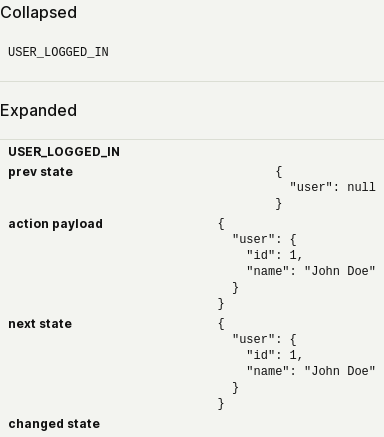 Collapsed
USER_LOGGED_IN
Expanded
USER_LOGGED_IN
prev state {
"user": null
}
action payload {
"user": {
"id": 1,
"name": "John Doe"
}
}
next state {
"user": {
"id": 1,
"name": "John Doe"
}
}
changed state